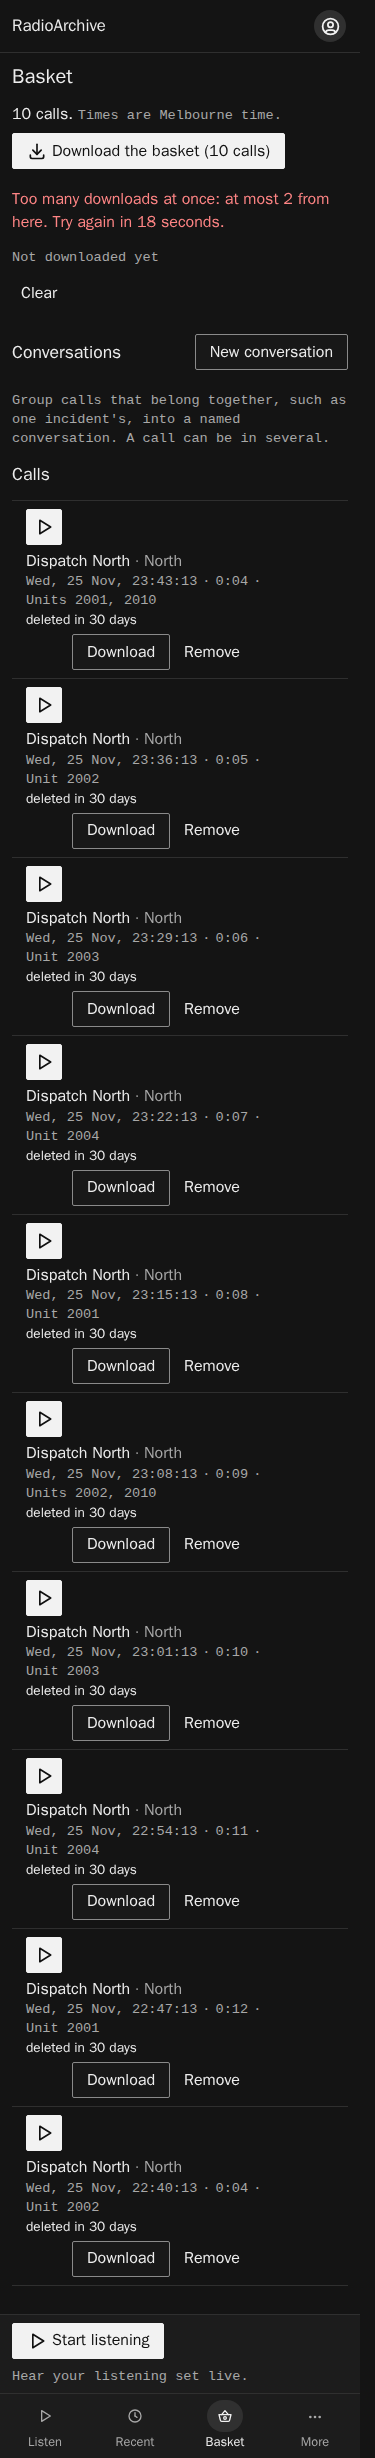 RadioArchive
Basket
10 calls. Times are Melbourne time.
Download the basket (10 calls)
Too many downloads at once: at most 2 from
here. Try again in 18 seconds.
Not downloaded yet
Clear
Conversations
New conversation
Group calls that belong together, such as
one incident's, into a named
conversation. A call can be in several.
Calls
Dispatch North · North
Wed, 25 Nov, 23:43:13 · 0:04 ·
Units 2001, 2010
deleted in 30 days
Download Remove
Dispatch North · North
Wed, 25 Nov, 23:36:13 · 0:05 ·
Unit 2002
deleted in 30 days
Download Remove
Dispatch North · North
Wed, 25 Nov, 23:29:13 · 0:06 ·
Unit 2003
deleted in 30 days
Download Remove
Dispatch North · North
Wed, 25 Nov, 23:22:13 · 0:07 ·
Unit 2004
deleted in 30 days
Download Remove
Dispatch North · North
Wed, 25 Nov, 23:15:13 · 0:08 ·
Unit 2001
deleted in 30 days
Download Remove
Dispatch North · North
Wed, 25 Nov, 23:08:13 · 0:09 ·
Units 2002, 2010
deleted in 30 days
Download Remove
Dispatch North · North
Wed, 25 Nov, 23:01:13 · 0:10 ·
Unit 2003
deleted in 30 days
Download Remove
Dispatch North · North
Wed, 25 Nov, 22:54:13 · 0:11 ·
Unit 2004
deleted in 30 days
Download Remove
Dispatch North · North
Wed, 25 Nov, 22:47:13 · 0:12 ·
Unit 2001
deleted in 30 days
Download Remove
Dispatch North · North
Wed, 25 Nov, 22:40:13 · 0:04 ·
Unit 2002
deleted in 30 days
Download Remove
Start listening
Hear your listening set live.
Listen Recent Basket More